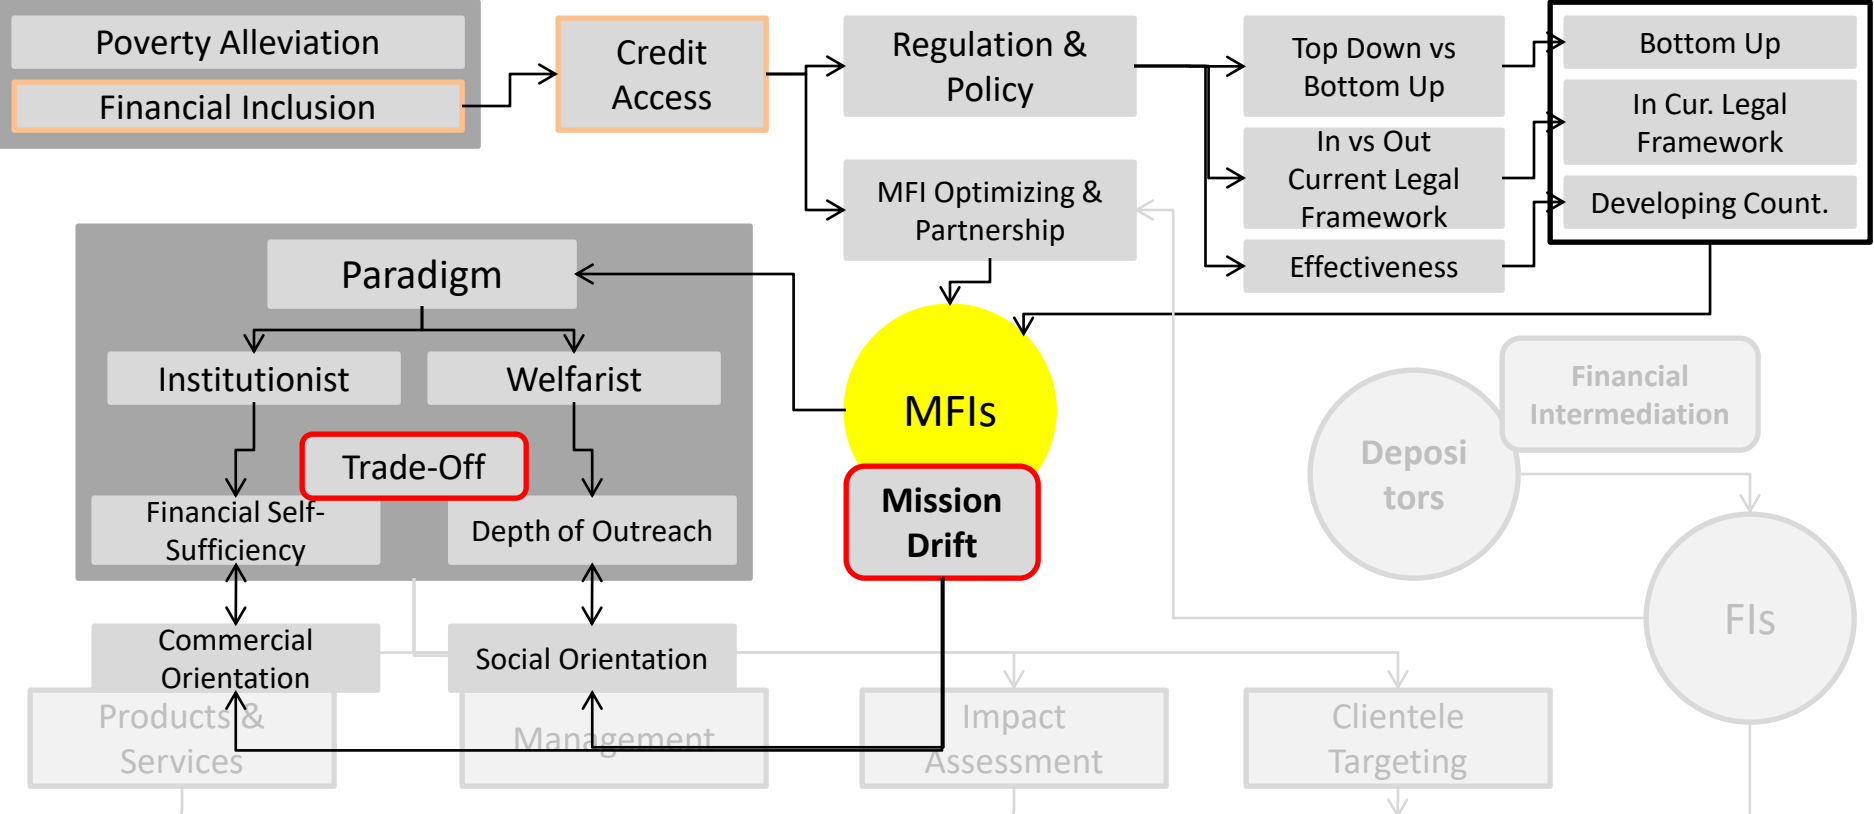 Poverty Alleviation
Financial Inclusion
Credit
Access
Regulation &
Policy
Top Down vs
Bottom Up
Bottom Up
In vs Out
Current Legal
Framework
In Cur. Legal
Framework
Effectiveness
Developing Count.
MFI Optimizing &
Partnership
Paradigm
Institutionist
Welfarist
Trade-Off
Financial Self-
Sufficiency
Depth of Outreach
MFIs
Mission
Drift
Financial
Intermediation
Deposi
tors
FIs
Commercial
Orientation
Social Orientation
Products &
Services
Management
Impact
Assessment
Clientele
Targeting